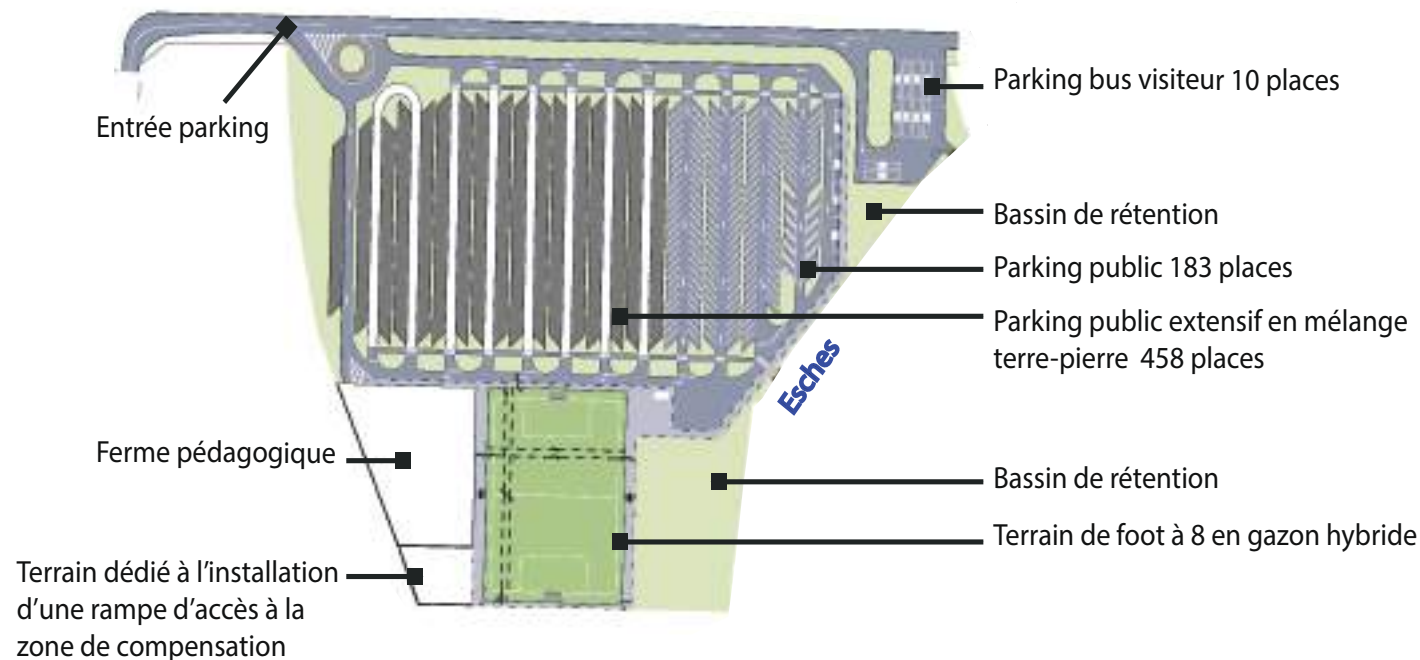 Entrée parking
Parking bus visiteur 10 places
Bassin de rétention
Parking public 183 places
Parking public extensif en mélange
terre-pierre 458 places
Esches
Ferme pédagogique
Bassin de rétention
Terrain de foot à 8 en gazon hybride
Terrain dédié à l’installation
d’une rampe d’accès à la
zone de compensation